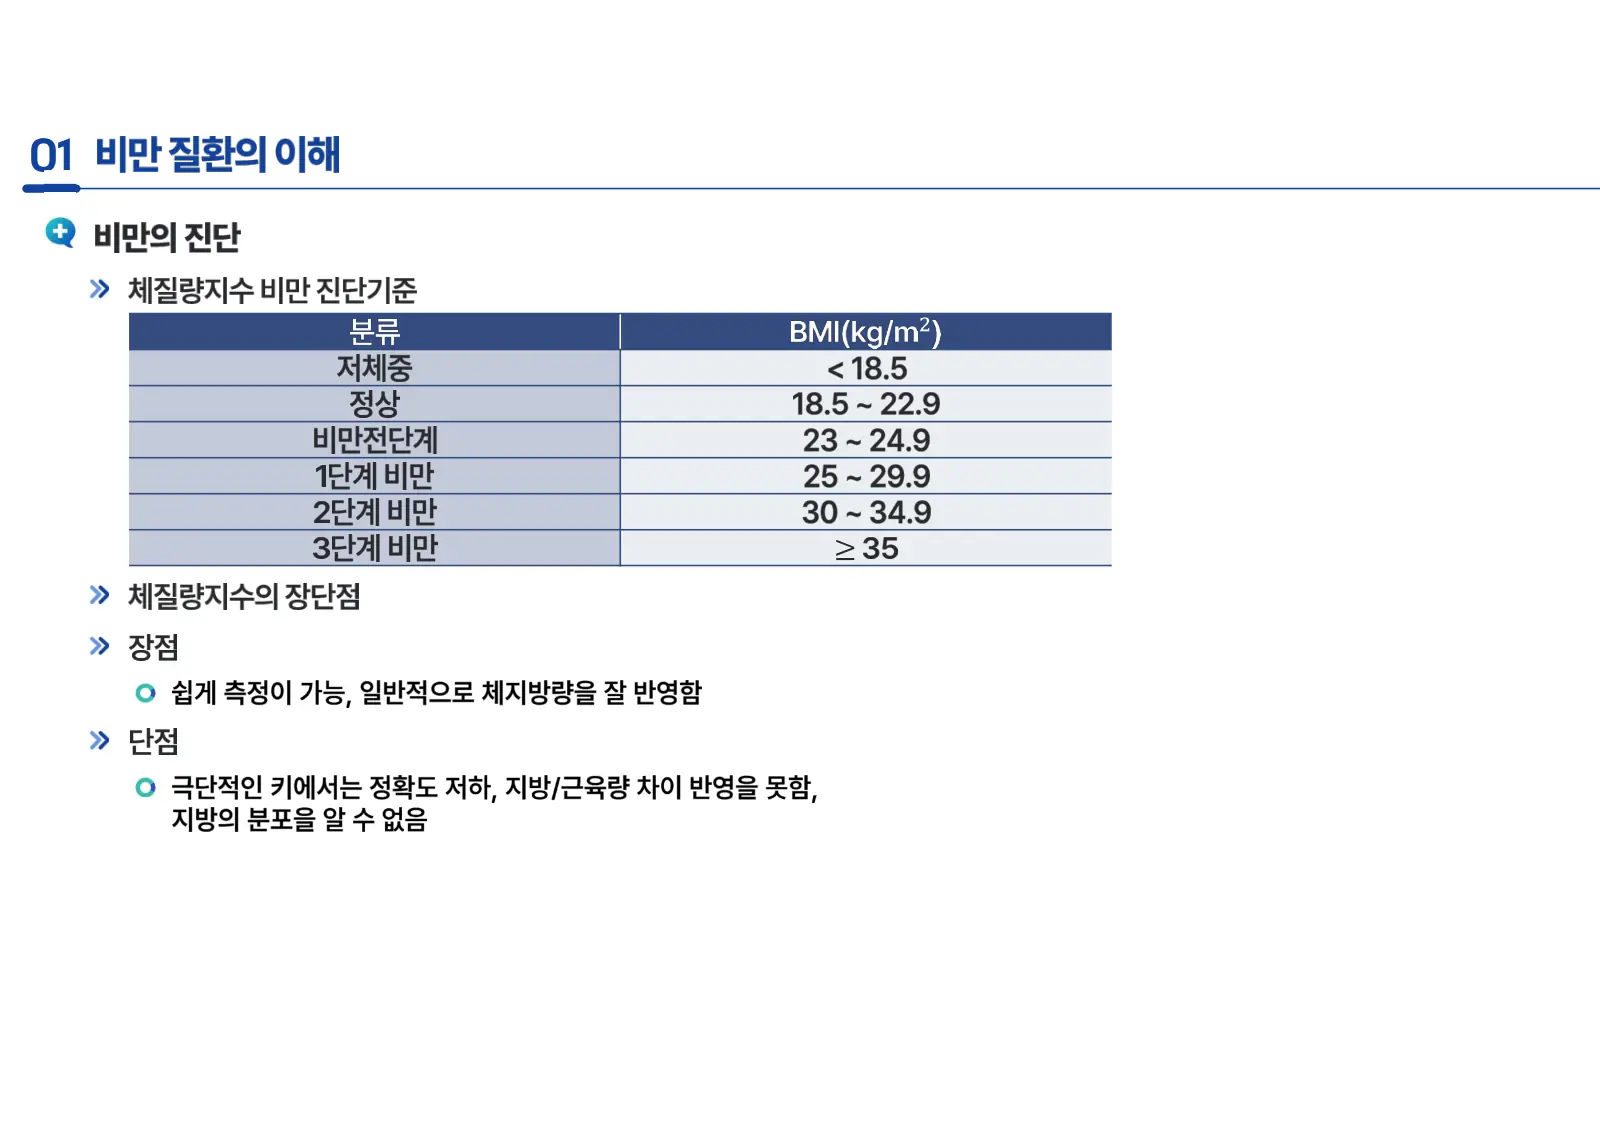 01 비만 질환의 이해
비만의 진단
체질량지수 비만 진단기준
분류 BMI(kg/m²)
저체중 < 18.5
정상 18.5 ~ 22.9
비만전단계 23 ~ 24.9
1단계 비만 25 ~ 29.9
2단계 비만 30 ~ 34.9
3단계 비만 ≥ 35
체질량지수의 장단점
장점
쉽게 측정이 가능, 일반적으로 체지방량을 잘 반영함
단점
극단적인 키에서는 정확도 저하, 지방/근육량 차이 반영을 못함,
지방의 분포을 알 수 없음